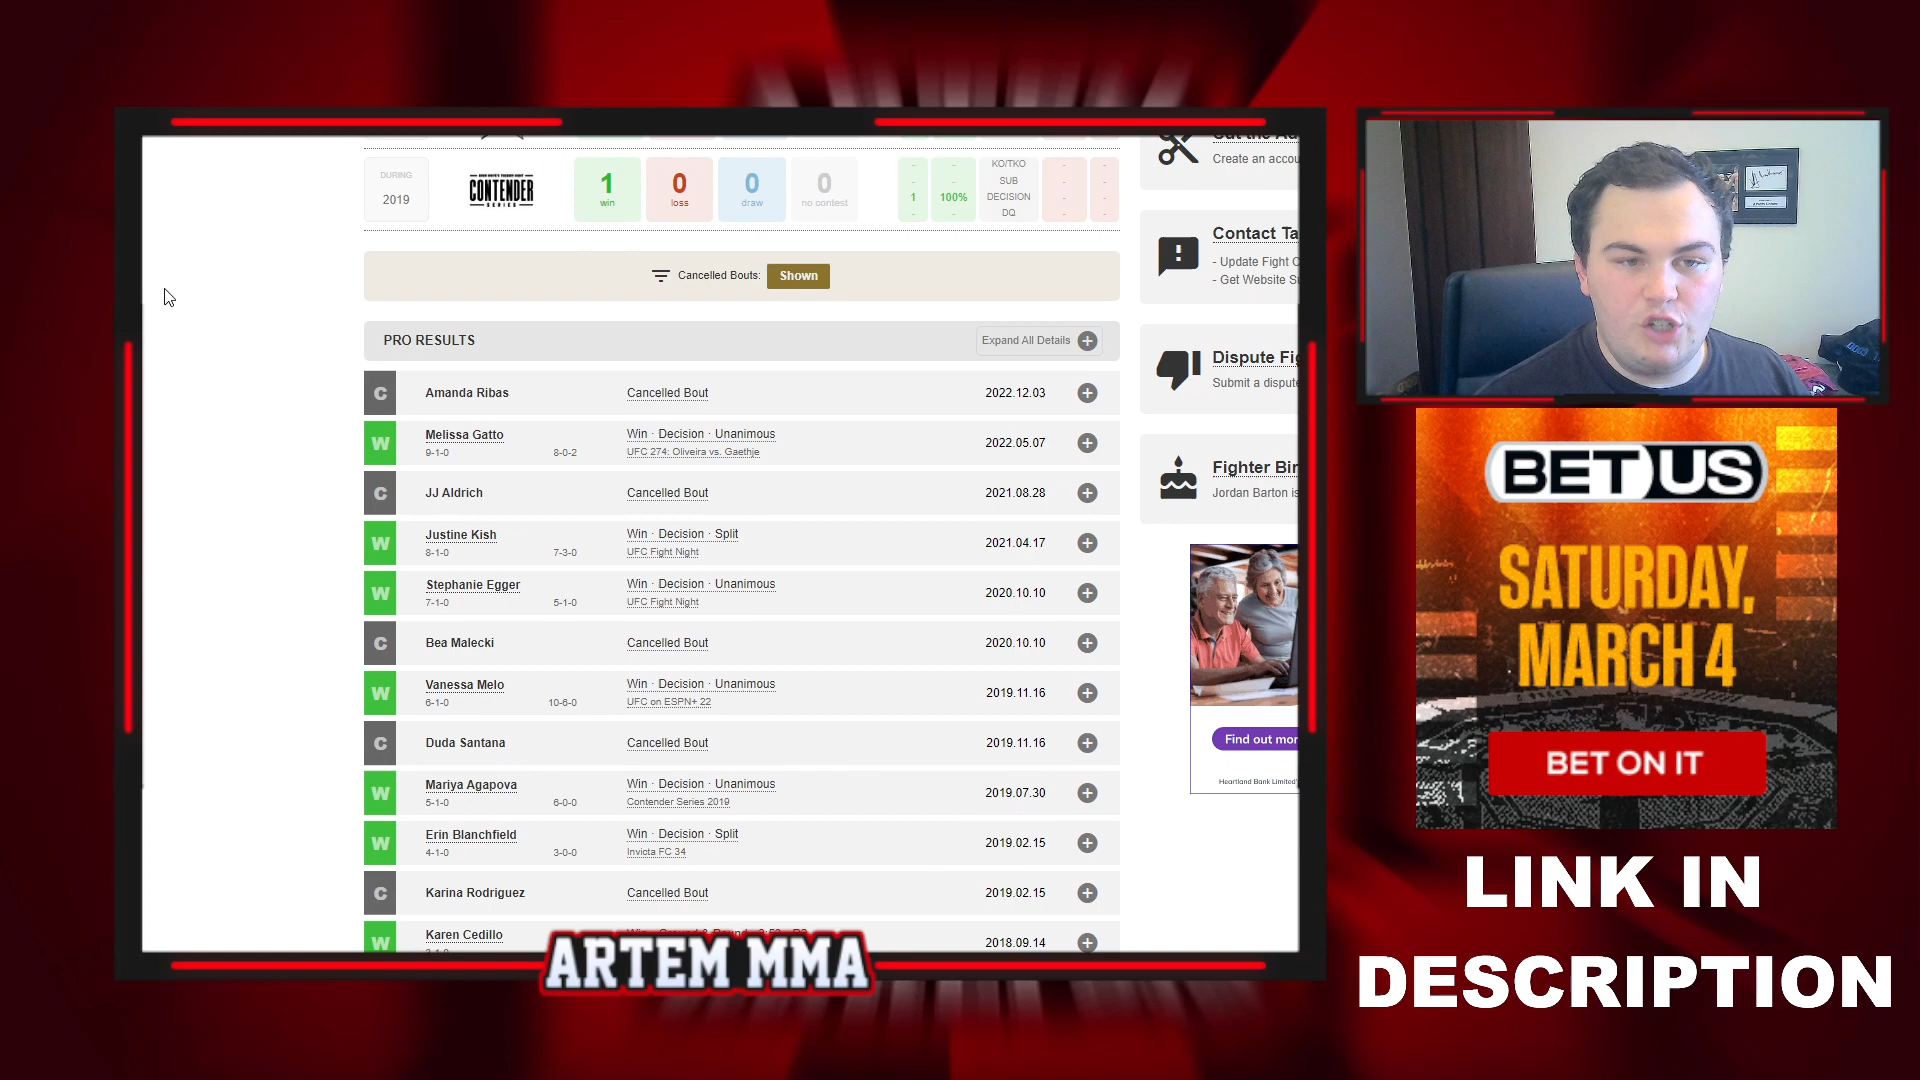 DURING
2019
CONTENDER
SERIES
1
win
0
loss
0
draw
0
no contest
1
100%
KO/TKO
SUB
DECISION
DQ
Create an accou
Cancelled Bouts:
Shown
Contact Ta
- Update Fight C
- Get Website Su
PRO RESULTS
Expand All Details
Dispute Fig
Submit a dispute
Fighter Bir
Jordan Barton is
C
Amanda Ribas
Cancelled Bout
2022.12.03
W
Melissa Gatto
9-1-0
8-0-2
Win · Decision · Unanimous
UFC 274: Oliveira vs. Gaethje
2022.05.07
C
JJ Aldrich
Cancelled Bout
2021.08.28
W
Justine Kish
8-1-0
7-3-0
Win · Decision · Split
UFC Fight Night
2021.04.17
W
Stephanie Egger
7-1-0
5-1-0
Win · Decision · Unanimous
UFC Fight Night
2020.10.10
C
Bea Malecki
Cancelled Bout
2020.10.10
W
Vanessa Melo
6-1-0
10-6-0
Win · Decision · Unanimous
UFC on ESPN+ 22
2019.11.16
C
Duda Santana
Cancelled Bout
2019.11.16
W
Mariya Agapova
5-1-0
6-0-0
Win · Decision · Unanimous
Contender Series 2019
2019.07.30
W
Erin Blanchfield
4-1-0
3-0-0
Win · Decision · Split
Invicta FC 34
2019.02.15
C
Karina Rodriguez
Cancelled Bout
2019.02.15
W
Karen Cedillo
2018.09.14
Find out mor
Heartland Bank Limited'
ARTEM MMA
BET US
SATURDAY,
MARCH 4
BET ON IT
LINK IN
DESCRIPTION